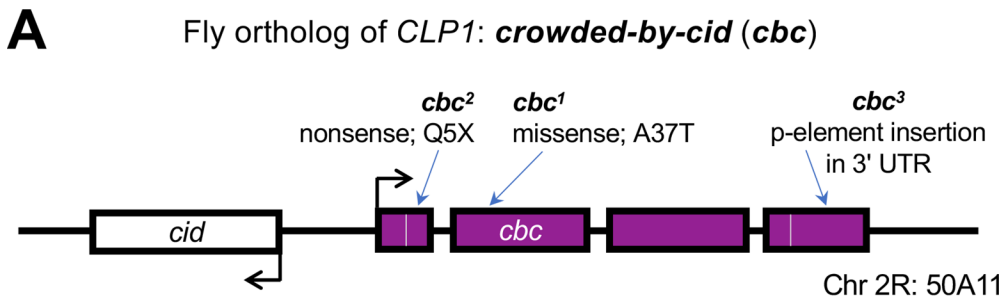 A
Fly ortholog of CLP1: crowded-by-cid (cbc)
cbc²
nonsense; Q5X
cbc¹
missense; A37T
cbc³
p-element insertion
in 3' UTR
cid
cbc
Chr 2R: 50A11